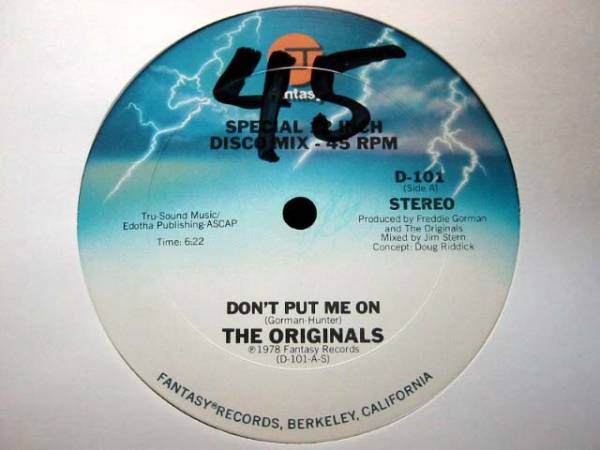 45
SPECIAL 12 INCH
DISCO MIX - 45 RPM
D-101
(Side A)
STEREO
Tru-Sound Music/
Edotha Publishing-ASCAP
Time: 6:22
Produced by Freddie Gorman
and The Originals
Mixed by Jim Stern
Concept: Doug Riddick
DON'T PUT ME ON
(Gorman-Hunter)
THE ORIGINALS
℗1978 Fantasy Records
(D-101-A-S)
FANTASY® RECORDS, BERKELEY, CALIFORNIA